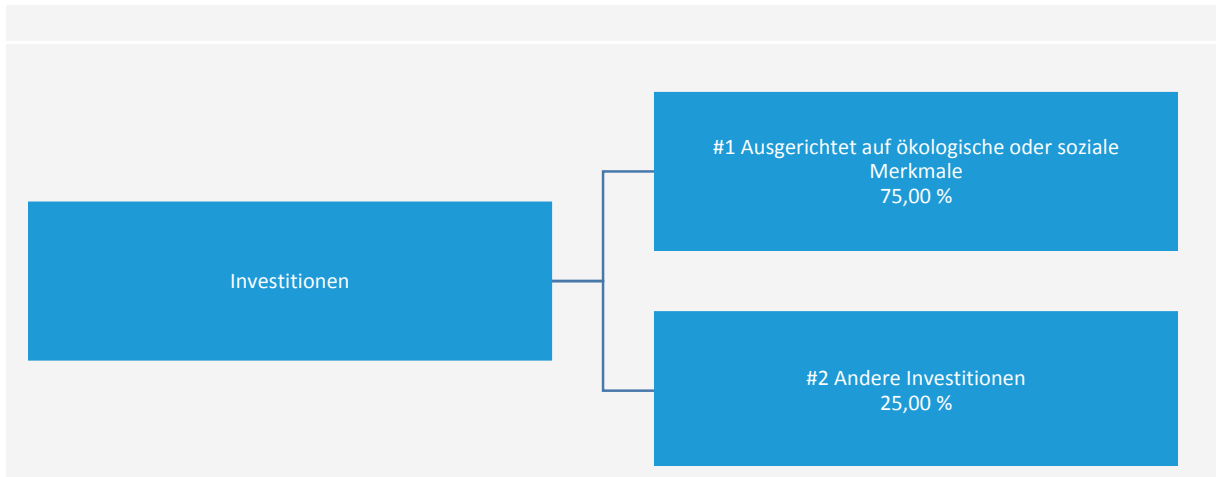 Investitionen
#1 Ausgerichtet auf ökologische oder soziale
Merkmale
75,00 %
#2 Andere Investitionen
25,00 %